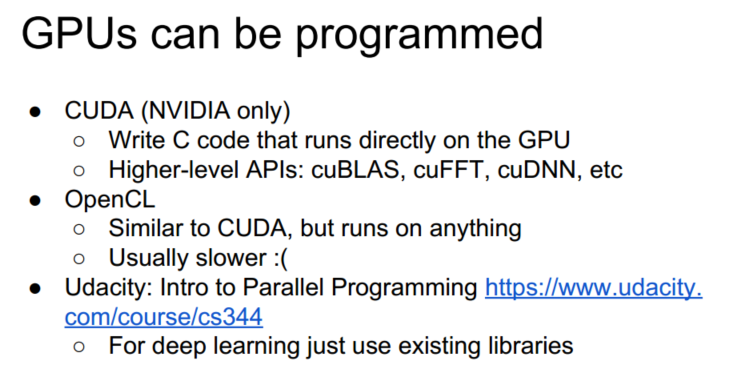 GPUs can be programmed
● CUDA (NVIDIA only)
○ Write C code that runs directly on the GPU
○ Higher-level APIs: cuBLAS, cuFFT, cuDNN, etc
● OpenCL
○ Similar to CUDA, but runs on anything
○ Usually slower :(
● Udacity: Intro to Parallel Programming https://www.udacity.
com/course/cs344
○ For deep learning just use existing libraries